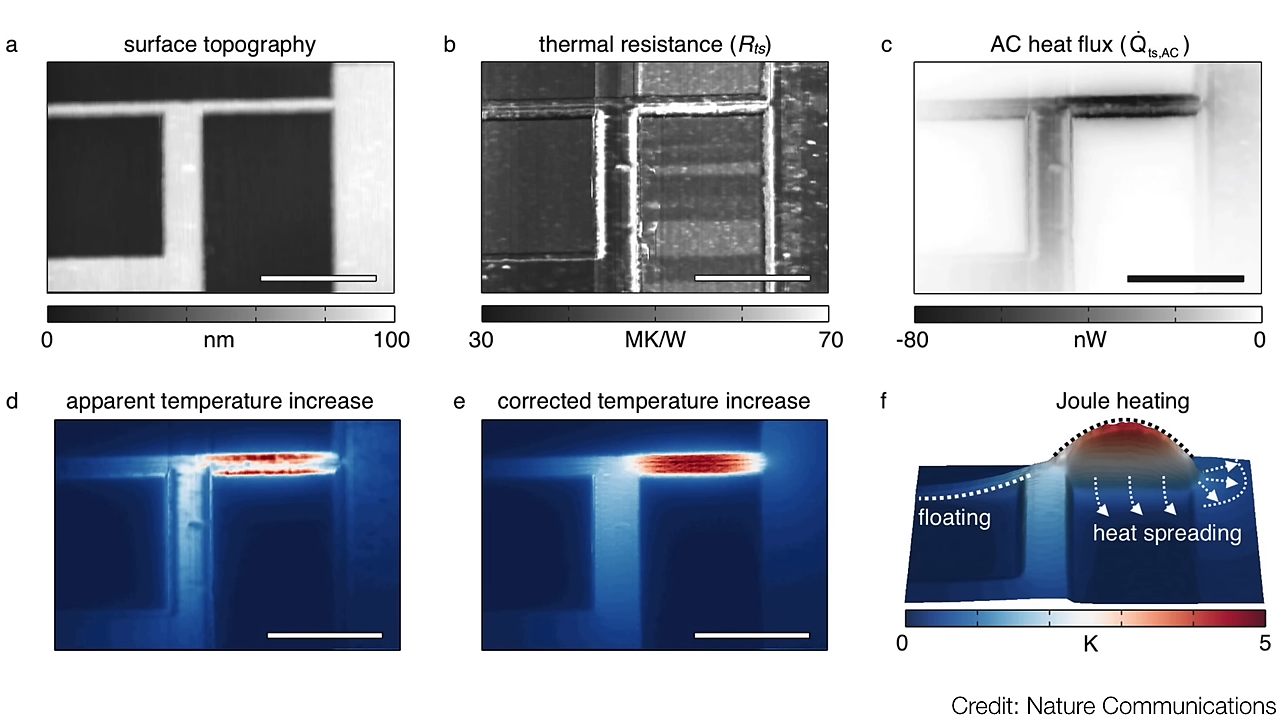 a surface topography
b thermal resistance (Rts)
c AC heat flux (Q̇ts,AC)
0 nm 100
30 MK/W 70
-80 nW 0
d apparent temperature increase
e corrected temperature increase
f Joule heating
floating
heat spreading
0 K 5
Credit: Nature Communications